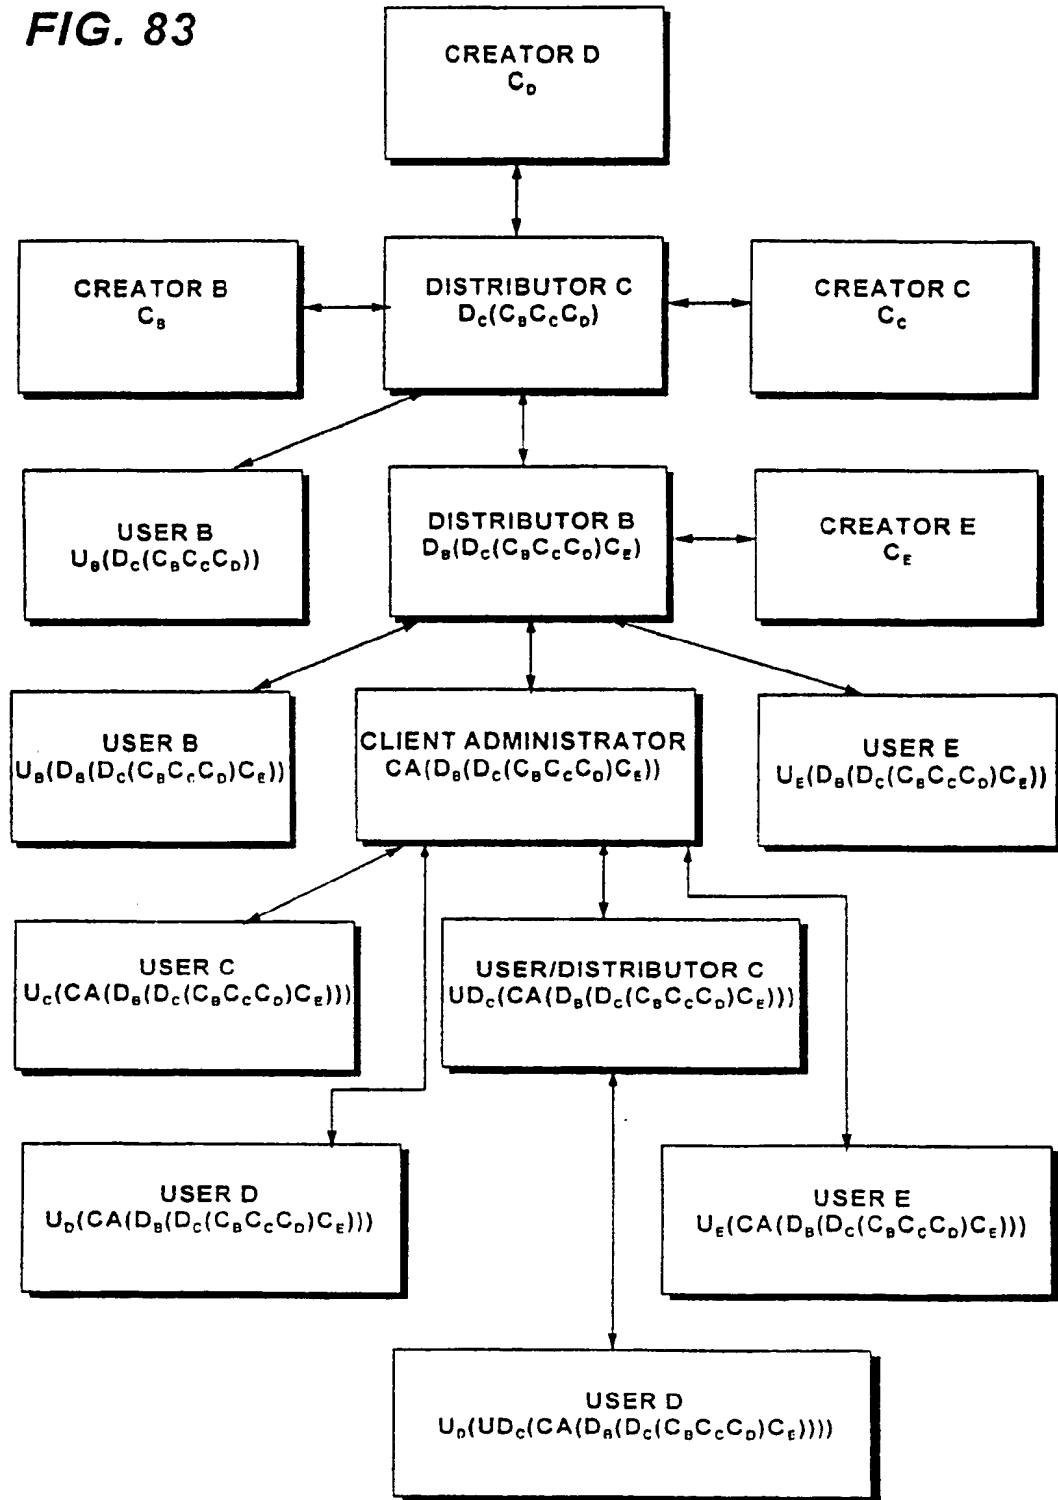 FIG. 83
CREATOR D
C_D
CREATOR B
C_B
DISTRIBUTOR C
D_C(C_BC_CC_D)
CREATOR C
C_C
USER B
U_B(D_C(C_BC_CC_D))
DISTRIBUTOR B
D_B(D_C(C_BC_CC_D)C_E)
CREATOR E
C_E
USER B
U_B(D_B(D_C(C_BC_CC_D)C_E))
CLIENT ADMINISTRATOR
CA(D_B(D_C(C_BC_CC_D)C_E))
USER E
U_E(D_B(D_C(C_BC_CC_D)C_E))
USER C
U_C(CA(D_B(D_C(C_BC_CC_D)C_E)))
USER/DISTRIBUTOR C
UD_C(CA(D_B(D_C(C_BC_CC_D)C_E)))
USER D
U_D(CA(D_B(D_C(C_BC_CC_D)C_E)))
USER E
U_E(CA(D_B(D_C(C_BC_CC_D)C_E)))
USER D
U_D(UD_C(CA(D_B(D_C(C_BC_CC_D)C_E))))